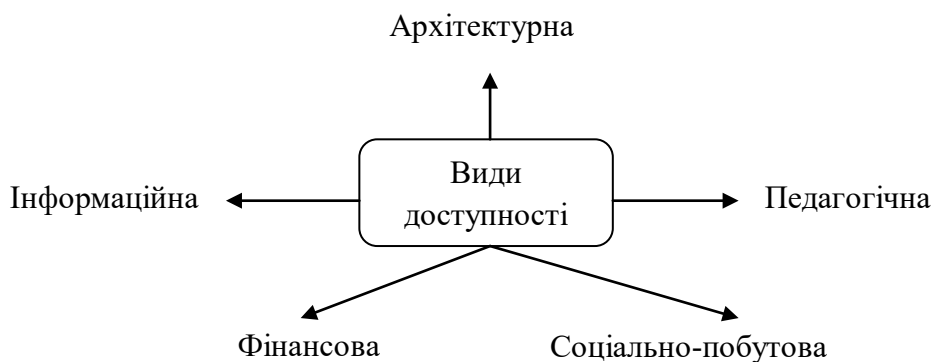 Архітектурна
Види
доступності
Інформаційна
Педагогічна
Фінансова
Соціально-побутова